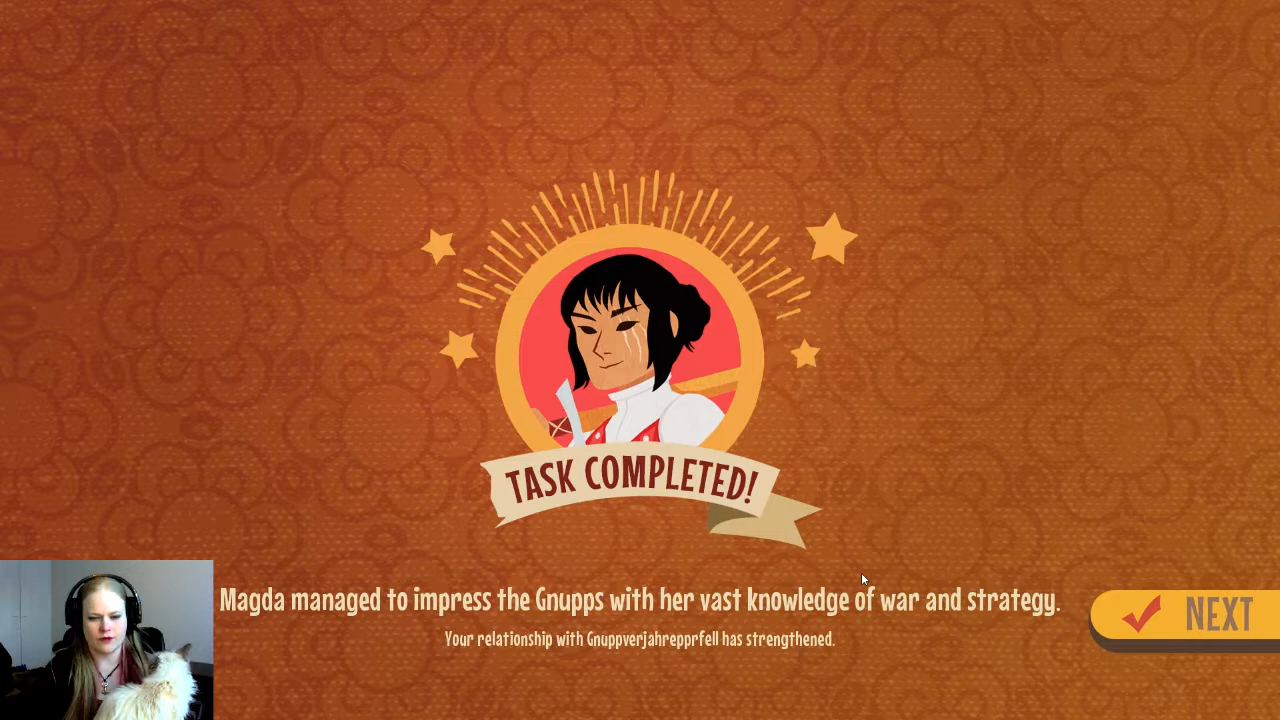 TASK COMPLETED!
Magda managed to impress the Gnupps with her vast knowledge of war and strategy.
Your relationship with Gnuppverjahrepprfell has strengthened.
NEXT